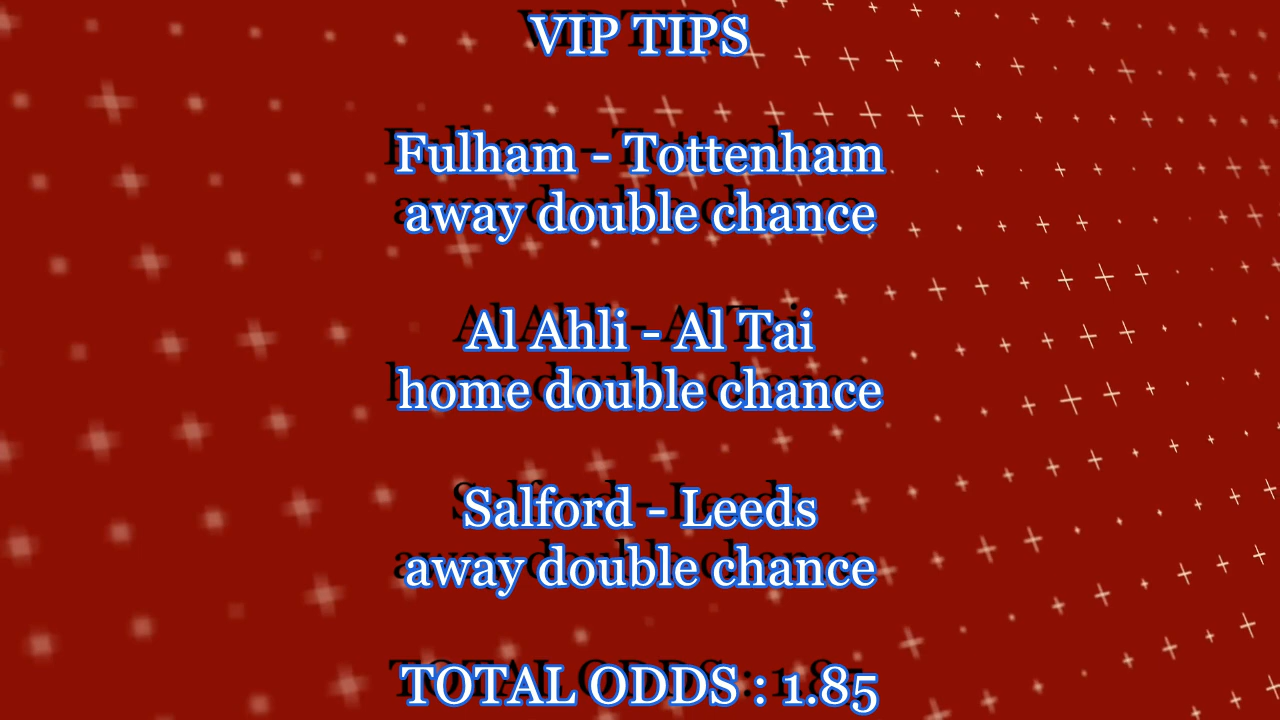 VIP TIPS
Fulham - Tottenham
away double chance
Al Ahli - Al Tai
home double chance
Salford - Leeds
away double chance
TOTAL ODDS : 1.85